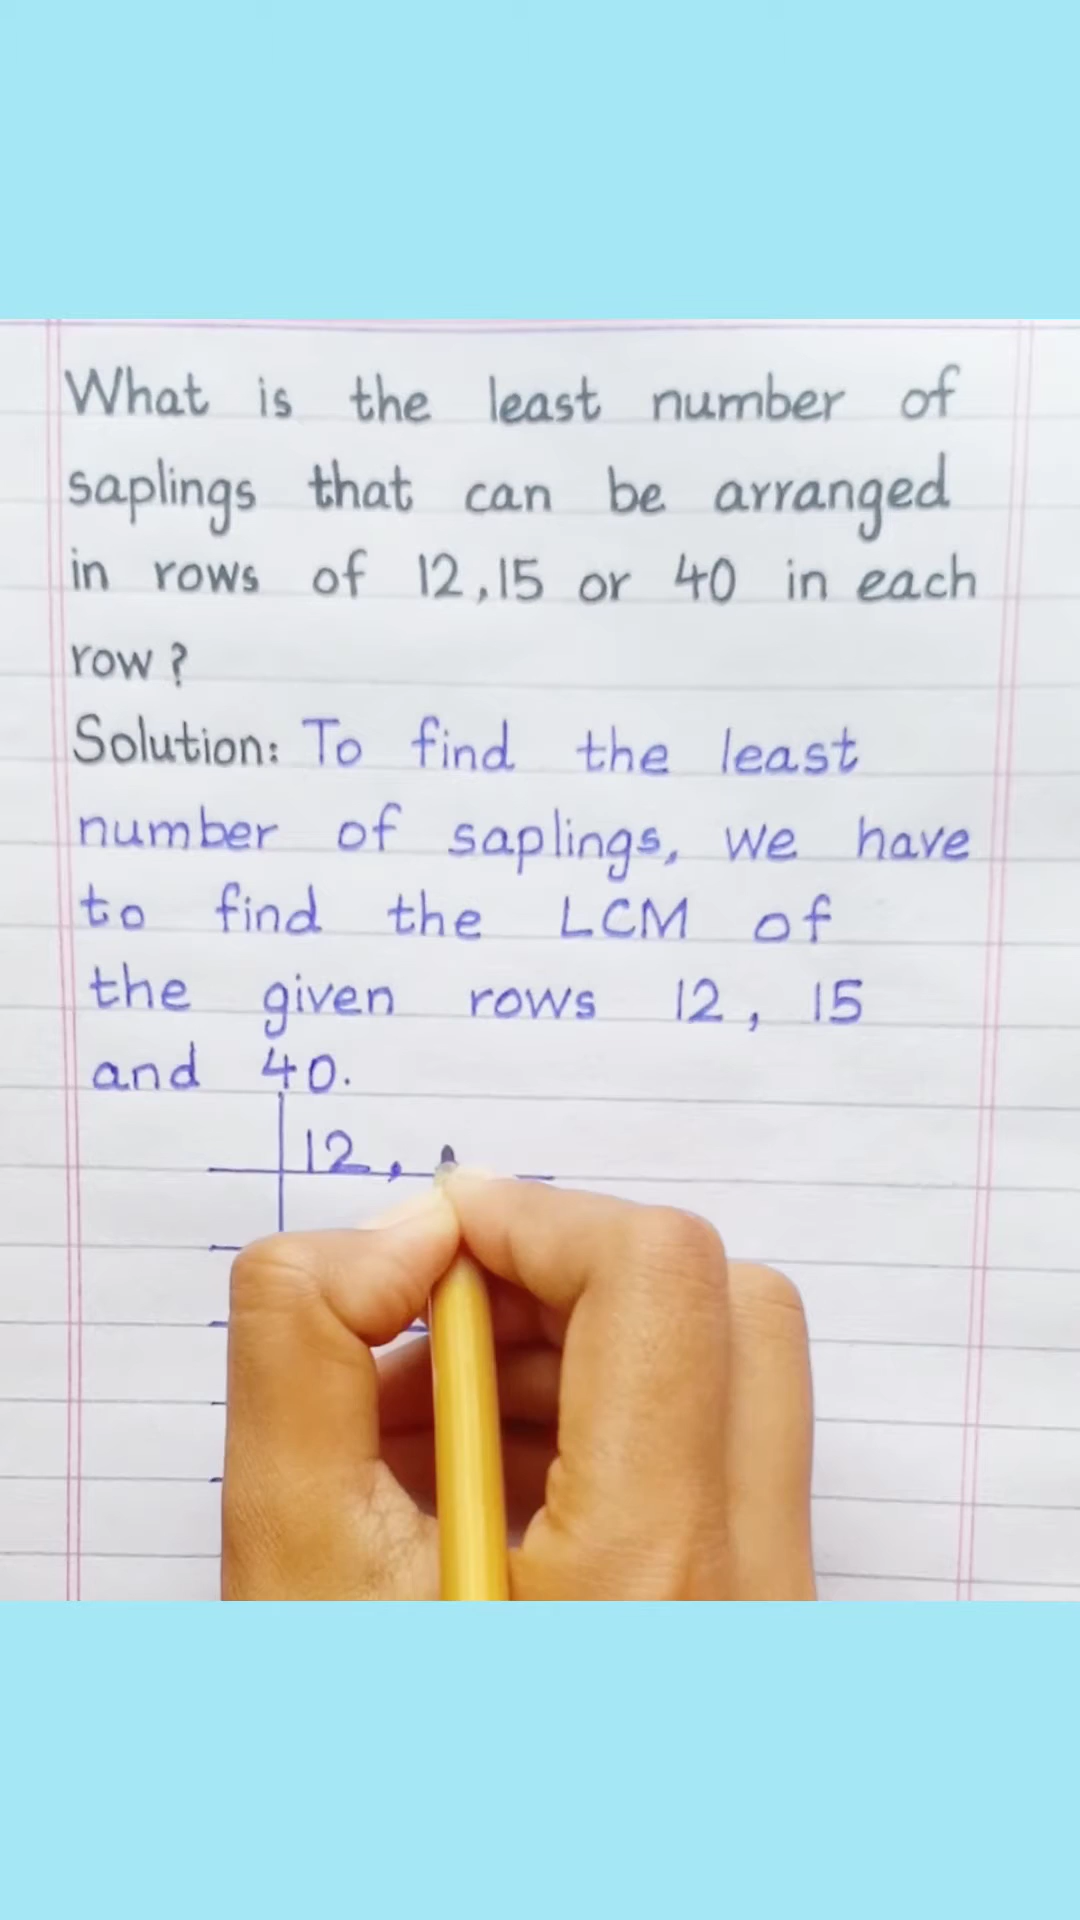 What is the least number of
saplings that can be arranged
in rows of 12,15 or 40 in each
row?
Solution: To find the least
number of saplings, we have
to find the LCM of
the given rows 12, 15
and 40.
12,